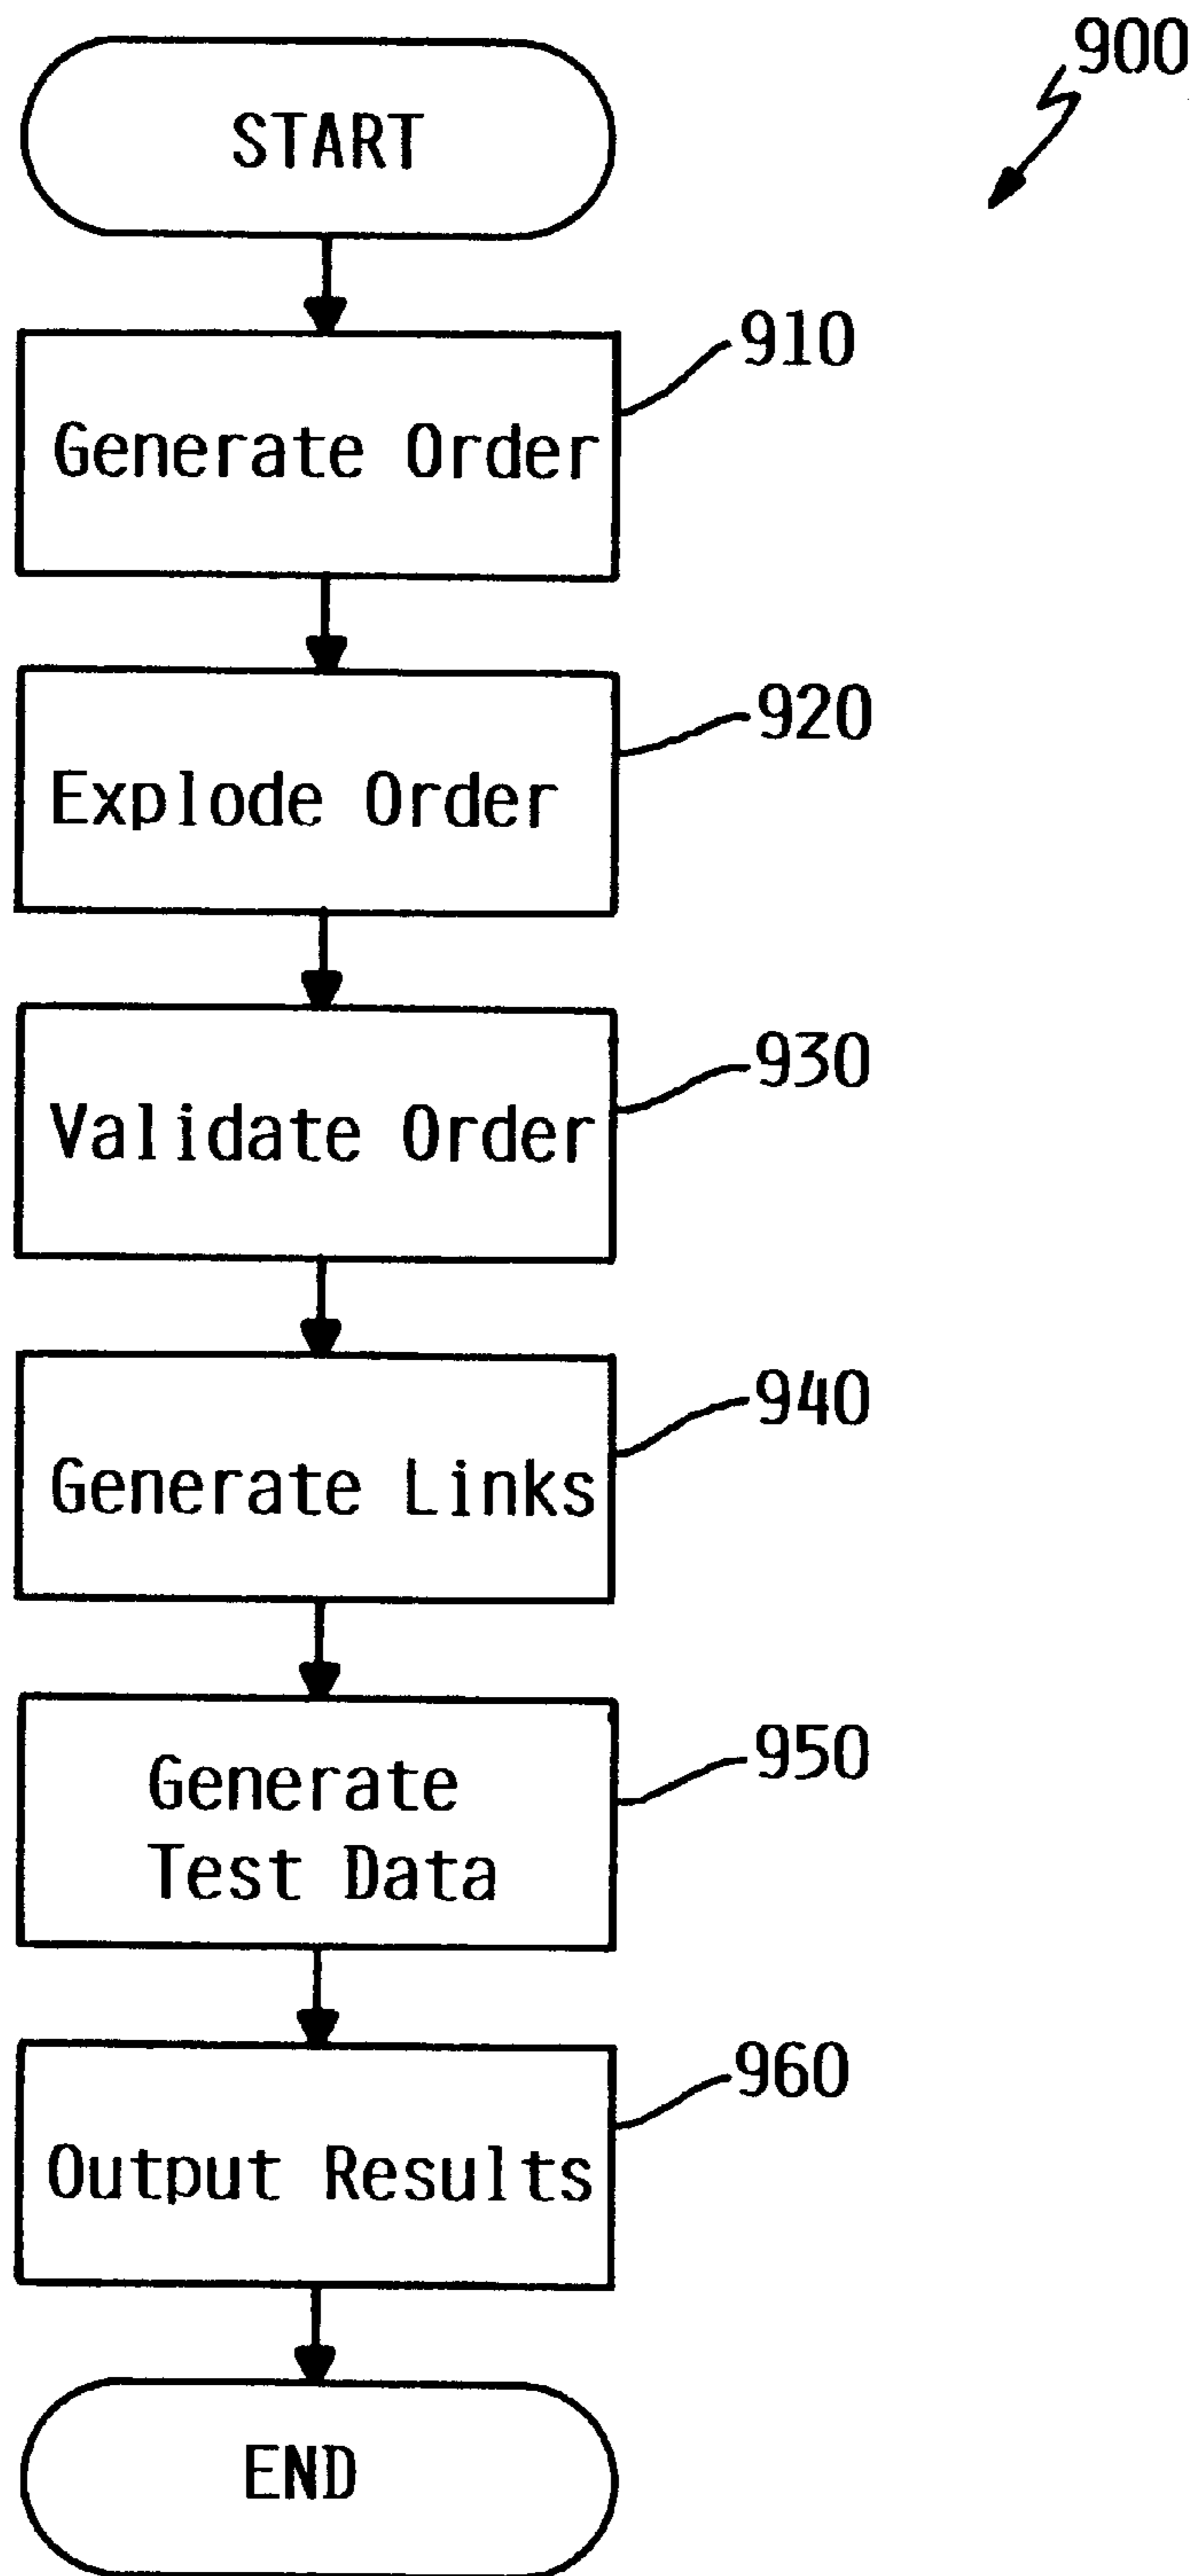 900
START
910
Generate Order
920
Explode Order
930
Validate Order
940
Generate Links
950
Generate
Test Data
960
Output Results
END